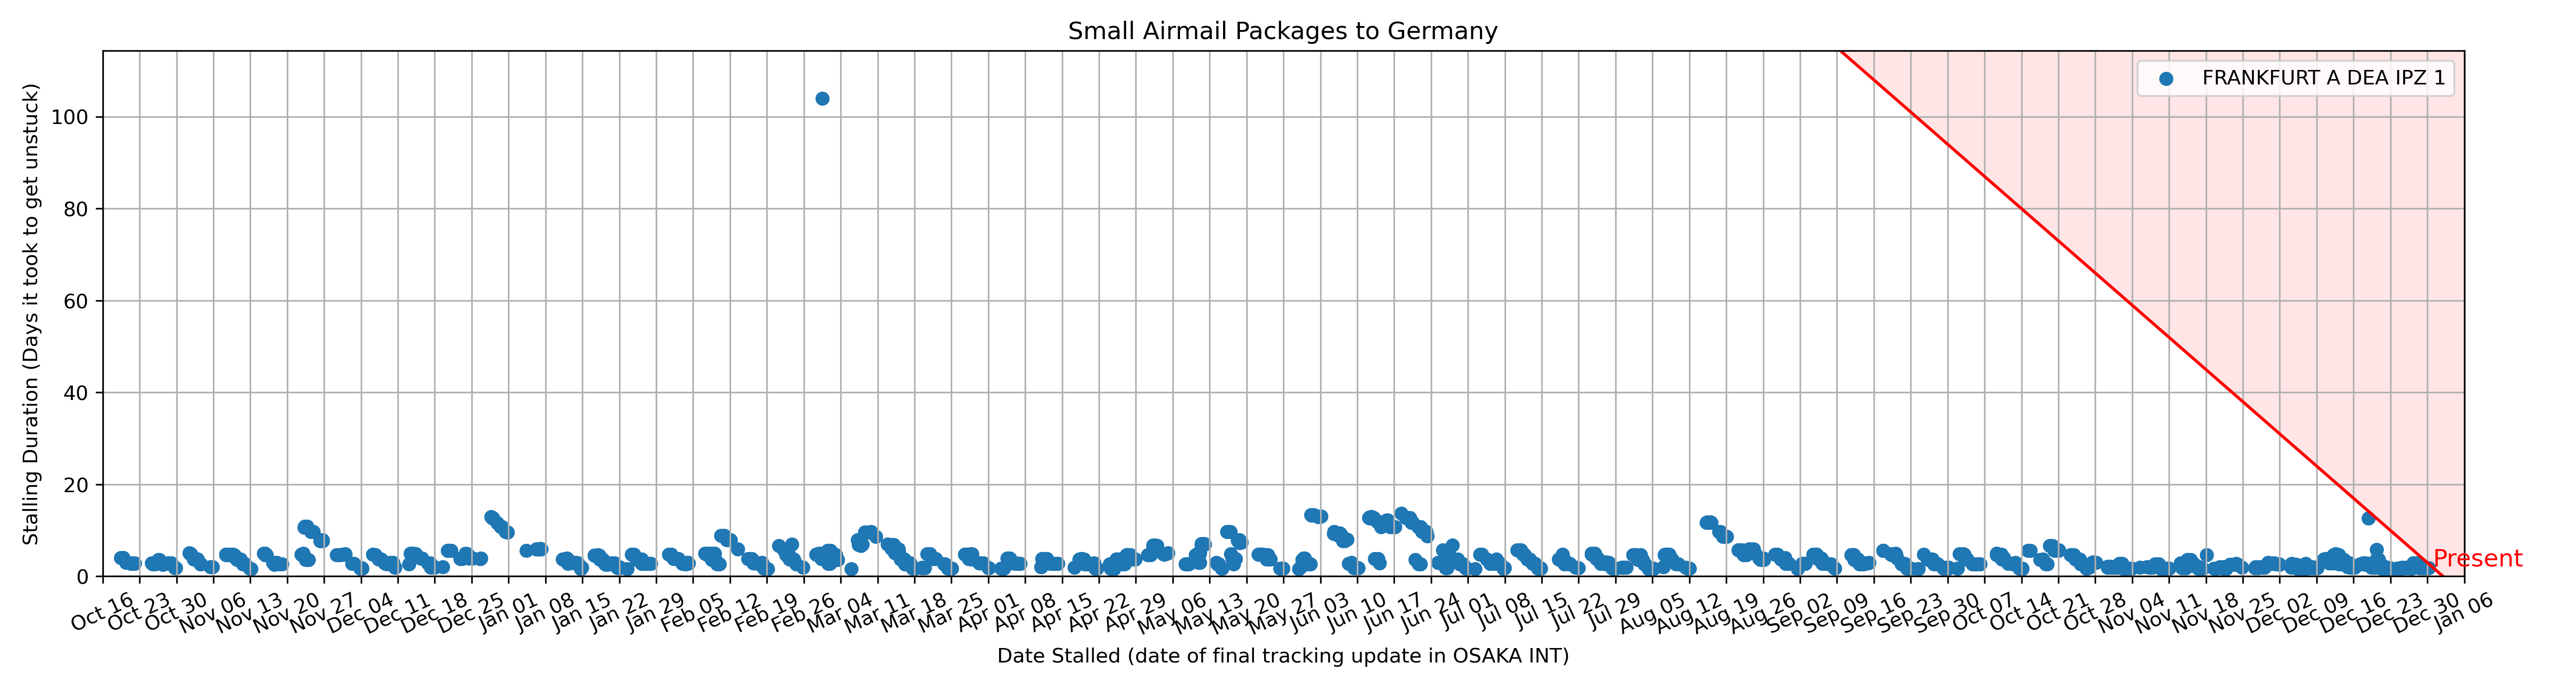 Small Airmail Packages to Germany
FRANKFURT A DEA IPZ 1
Stalling Duration (Days it took to get unstuck)
100
80
60
40
20
0
Present
Oct 16 Oct 23 Oct 30 Nov 06 Nov 13 Nov 20 Nov 27 Dec 04 Dec 11 Dec 18 Dec 25 Jan 01 Jan 08 Jan 15 Jan 22 Jan 29 Feb 05 Feb 12 Feb 19 Feb 26 Mar 04 Mar 11 Mar 18 Mar 25 Apr 01 Apr 08 Apr 15 Apr 22 Apr 29 May 06 May 13 May 20 May 27 Jun 03 Jun 10 Jun 17 Jun 24 Jul 01 Jul 08 Jul 15 Jul 22 Jul 29 Aug 05 Aug 12 Aug 19 Aug 26 Sep 02 Sep 09 Sep 16 Sep 23 Sep 30 Oct 07 Oct 14 Oct 21 Oct 28 Nov 04 Nov 11 Nov 18 Nov 25 Dec 02 Dec 09 Dec 16 Dec 23 Dec 30 Jan 06
Date Stalled (date of final tracking update in OSAKA INT)